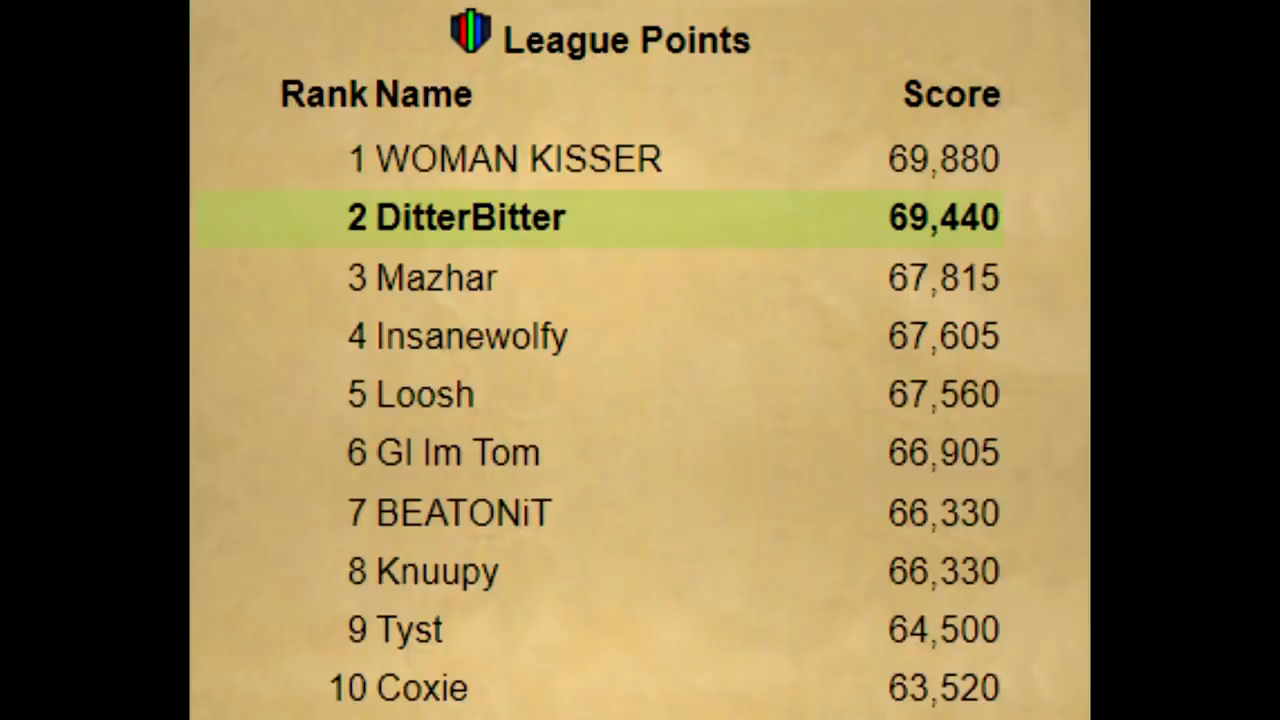 League Points
Rank Name Score
1 WOMAN KISSER 69,880
2 DitterBitter 69,440
3 Mazhar 67,815
4 Insanewolfy 67,605
5 Loosh 67,560
6 GI Im Tom 66,905
7 BEATONiT 66,330
8 Knuupy 66,330
9 Tyst 64,500
10 Coxie 63,520